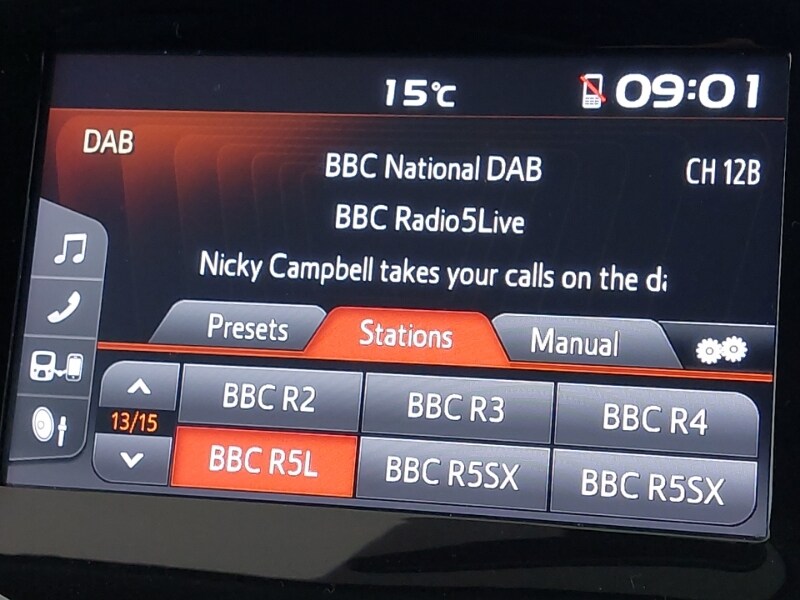 15°C 09:01
DAB
BBC National DAB CH 12B
BBC Radio5Live
Nicky Campbell takes your calls on the da
Presets Stations Manual
BBC R2 BBC R3 BBC R4
13/15
BBC R5L BBC R5SX BBC R5SX